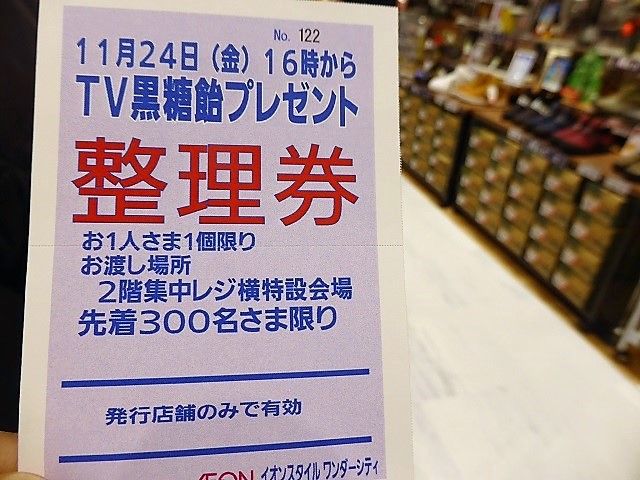 No. 122
11月24日（金）16時から
TV黒糖飴プレゼント
整理券
お1人さま1個限り
お渡し場所
2階集中レジ横特設会場
先着300名さま限り
発行店舗のみで有効
ÆON イオンスタイル ワンダーシティ